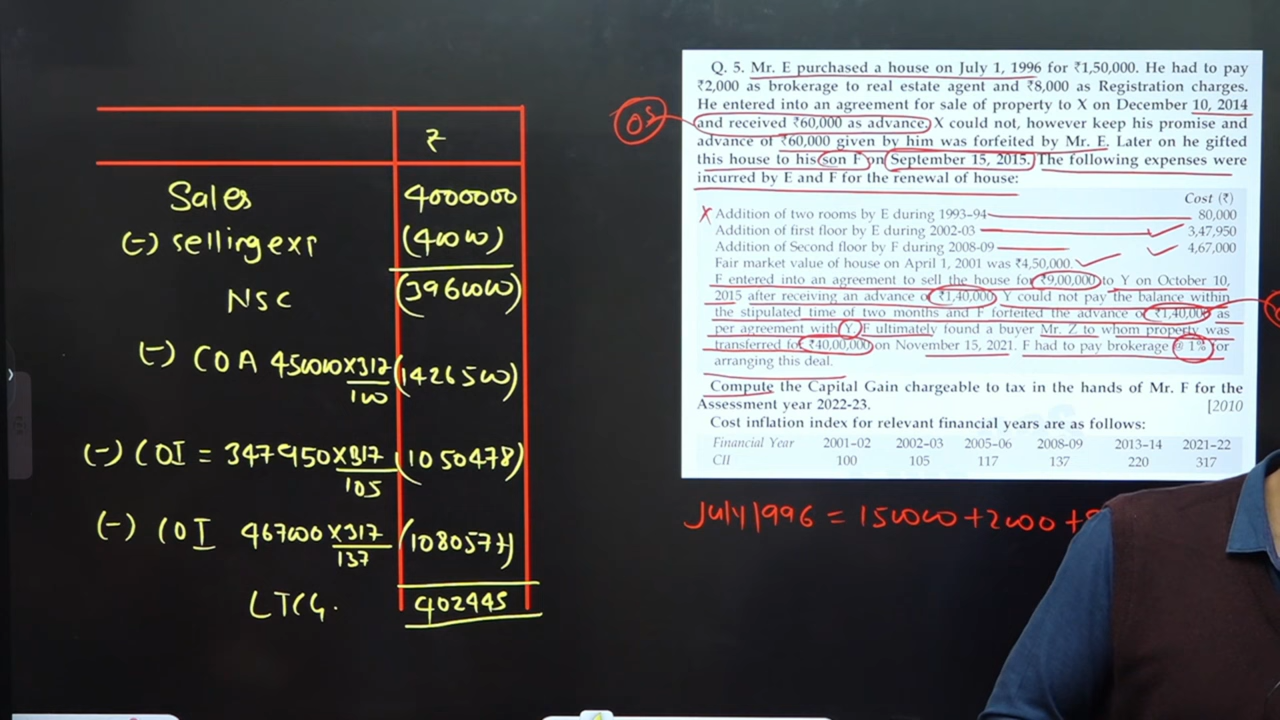 ₹
Sales 4000000
(-) selling exp (40000)
NSC (3960000)
(-) COA 450000×317/100 (1426500)
(-) COI = 347950×317/105 (1050478)
(-) COI 467000×317/137 (1080577)
LTCG. 402445
OS
Q. 5. Mr. E purchased a house on July 1, 1996 for ₹1,50,000. He had to pay
₹2,000 as brokerage to real estate agent and ₹8,000 as Registration charges.
He entered into an agreement for sale of property to X on December 10, 2014
and received ₹60,000 as advance. X could not, however keep his promise and
advance of ₹60,000 given by him was forfeited by Mr. E. Later on he gifted
this house to his son F on September 15, 2015. The following expenses were
incurred by E and F for the renewal of house:
Cost (₹)
X Addition of two rooms by E during 1993-94 80,000
Addition of first floor by E during 2002-03 3,47,950
Addition of Second floor by F during 2008-09 4,67,000
Fair market value of house on April 1, 2001 was ₹4,50,000.
F entered into an agreement to sell the house for ₹9,00,000 to Y on October 10,
2015 after receiving an advance of ₹1,40,000. Y could not pay the balance within
the stipulated time of two months and F forfeited the advance of ₹1,40,000 as
per agreement with Y. F ultimately found a buyer Mr. Z to whom property was
transferred for ₹40,00,000 on November 15, 2021. F had to pay brokerage @ 1% for
arranging this deal.
Compute the Capital Gain chargeable to tax in the hands of Mr. F for the
Assessment year 2022-23. [2010
Cost inflation index for relevant financial years are as follows:
Financial Year 2001-02 2002-03 2005-06 2008-09 2013-14 2021-22
CII 100 105 117 137 220 317
July 1996 = 150000+2000+